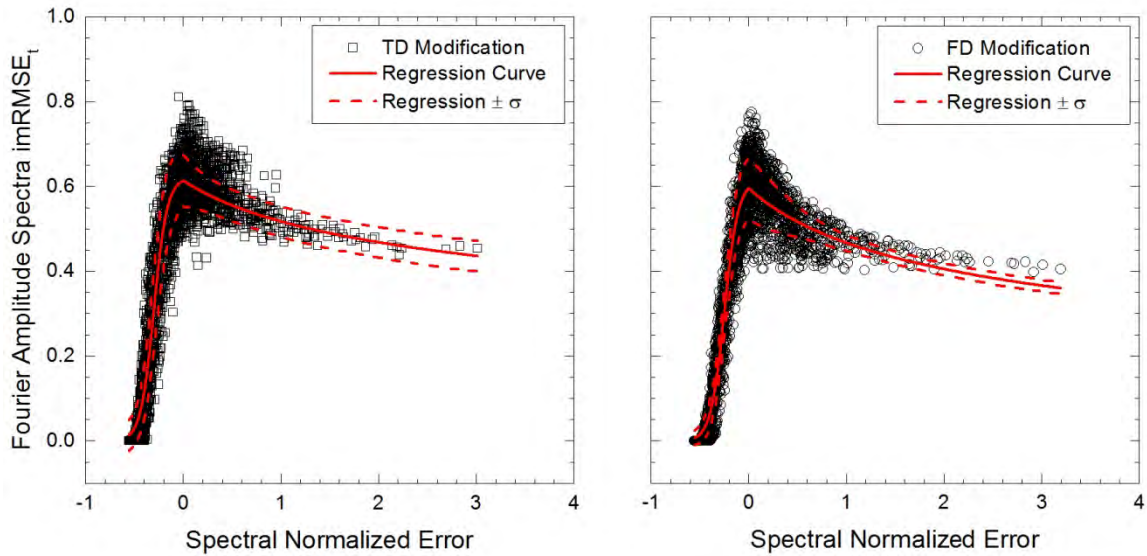 1.0
0.8
0.6
0.4
0.2
0.0
Fourier Amplitude Spectra imRMSE_t
TD Modification
Regression Curve
Regression ± σ
-1 0 1 2 3 4
Spectral Normalized Error
FD Modification
Regression Curve
Regression ± σ
-1 0 1 2 3 4
Spectral Normalized Error